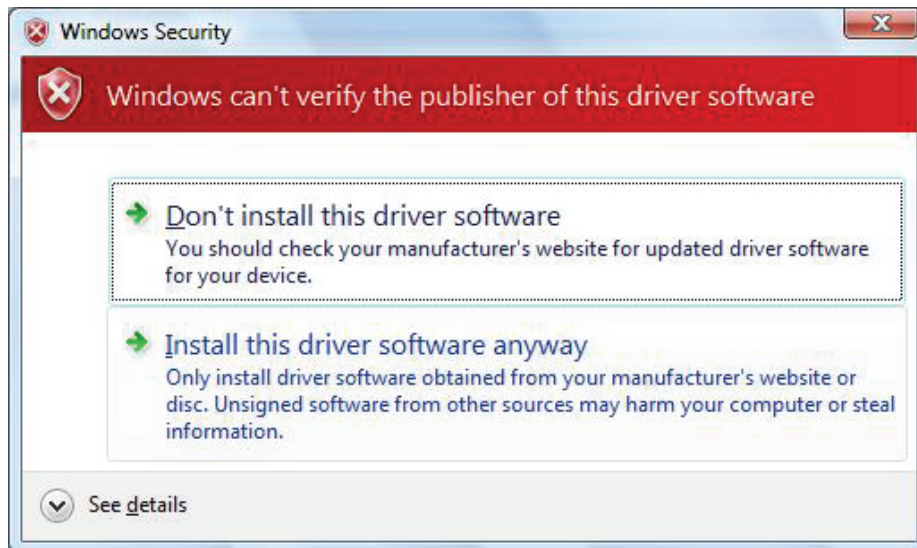 Windows Security
Windows can't verify the publisher of this driver software
Don't install this driver software
You should check your manufacturer's website for updated driver software
for your device.
Install this driver software anyway
Only install driver software obtained from your manufacturer's website or
disc. Unsigned software from other sources may harm your computer or steal
information.
See details